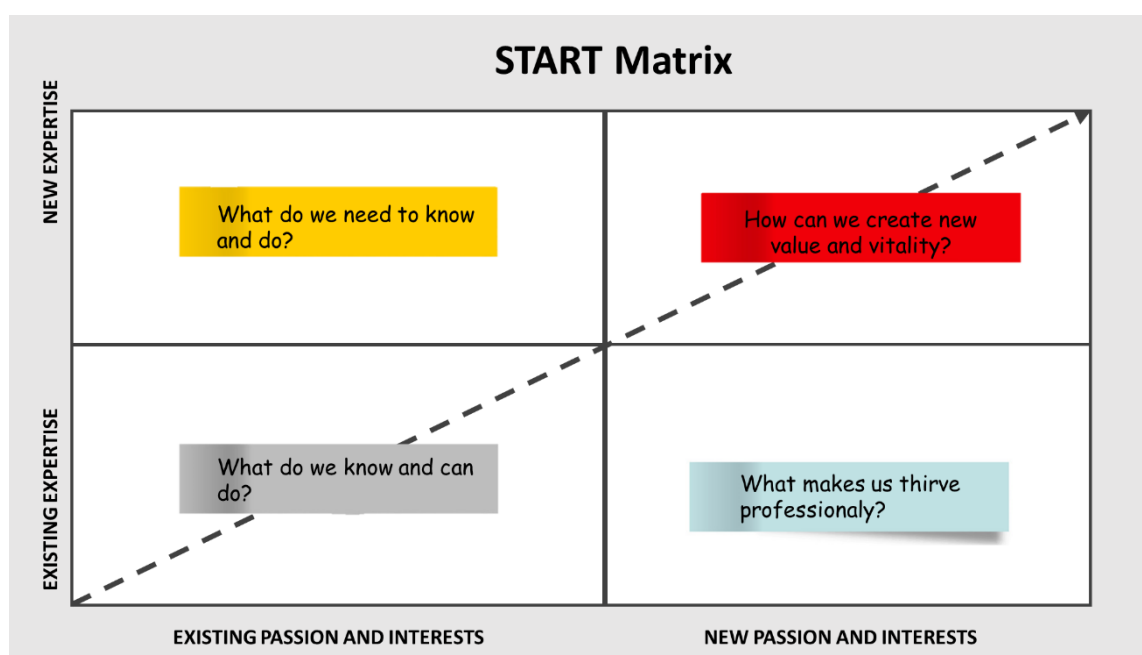 START Matrix
NEW EXPERTISE
What do we need to know
and do?
How can we create new
value and vitality?
EXISTING EXPERTISE
What do we know and can
do?
What makes us thirve
professionaly?
EXISTING PASSION AND INTERESTS
NEW PASSION AND INTERESTS